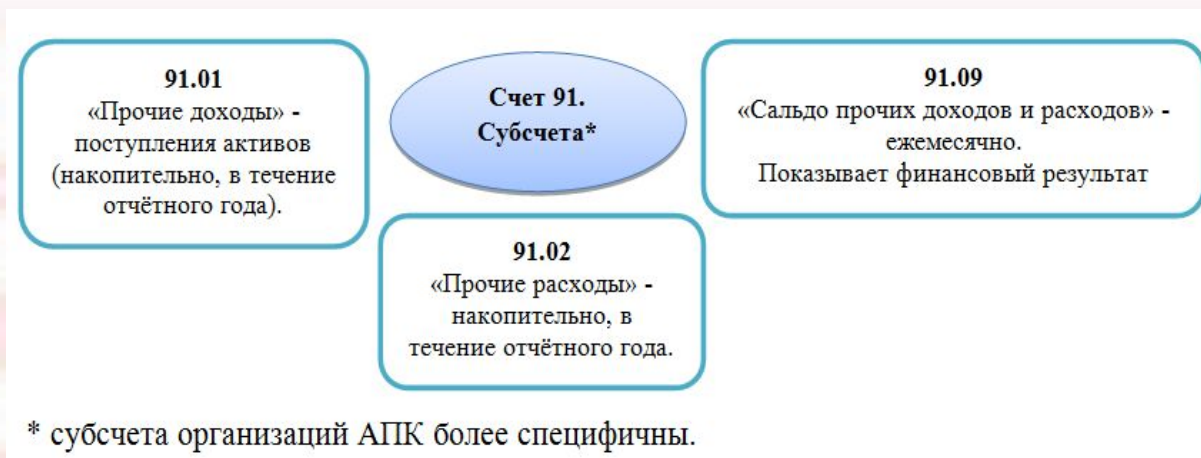 91.01
«Прочие доходы» -
поступления активов
(накопительно, в течение
отчётного года).
Счет 91.
Субсчета*
91.09
«Сальдо прочих доходов и расходов» -
ежемесячно.
Показывает финансовый результат
91.02
«Прочие расходы» -
накопительно, в
течение отчётного года.
* субсчета организаций АПК более специфичны.